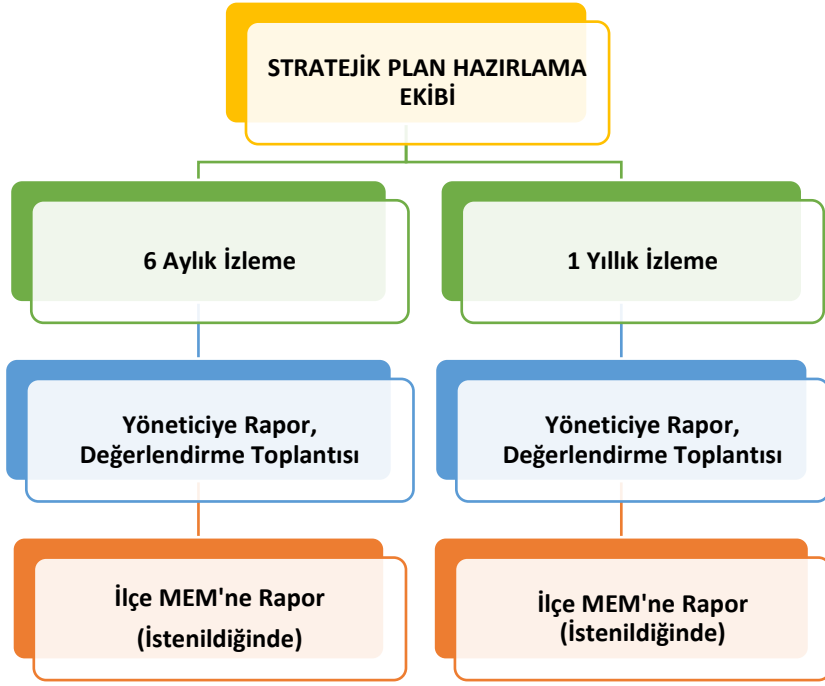 STRATEJİK PLAN HAZIRLAMA
EKİBİ
6 Aylık İzleme
1 Yıllık İzleme
Yöneticiye Rapor,
Değerlendirme Toplantısı
Yöneticiye Rapor,
Değerlendirme Toplantısı
İlçe MEM'ne Rapor
(İstenildiğinde)
İlçe MEM'ne Rapor
(İstenildiğinde)